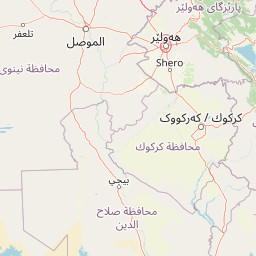 پارێزگای هەولێر
تلعفر
الموصل
هەولێر
Shero
محافظة نينوى
كركوك / کەرکووک
محافظة كركوك
بيجي
محافظة صلاح
الدين